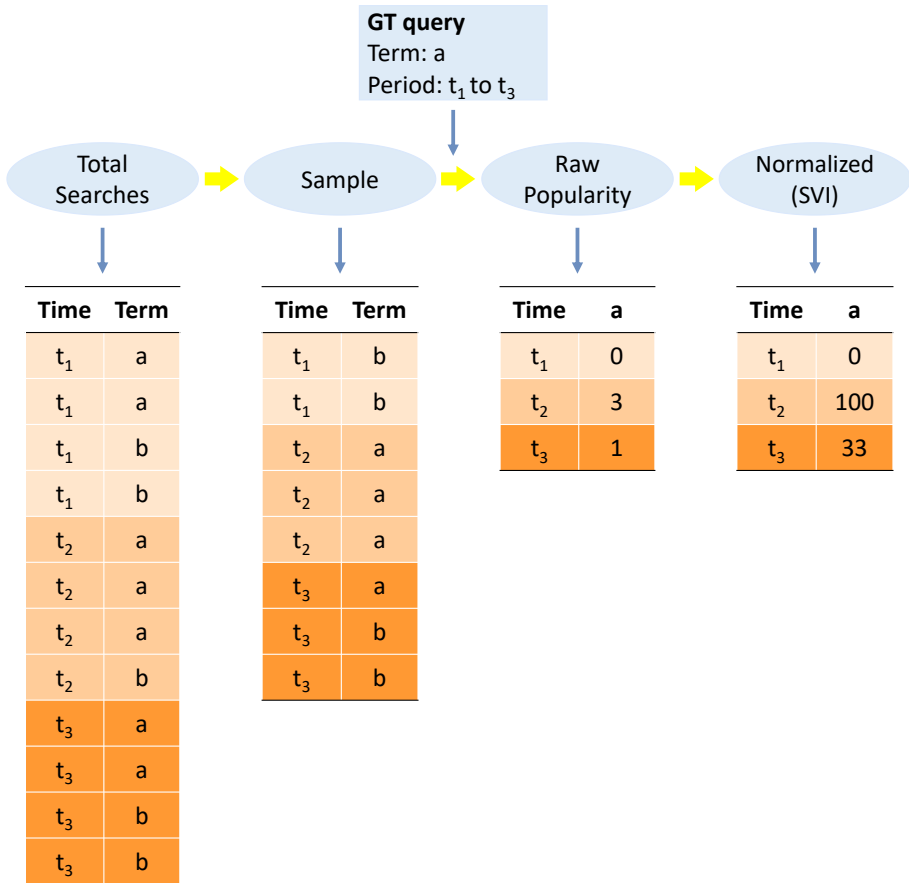 GT query
Term: a
Period: t₁ to t₃
Total Searches
Sample
Raw Popularity
Normalized (SVI)
Time Term
t₁ a
t₁ a
t₁ b
t₁ b
t₂ a
t₂ a
t₂ a
t₂ b
t₃ a
t₃ a
t₃ b
t₃ b
Time Term
t₁ b
t₁ b
t₂ a
t₂ a
t₂ a
t₃ a
t₃ b
t₃ b
Time a
t₁ 0
t₂ 3
t₃ 1
Time a
t₁ 0
t₂ 100
t₃ 33